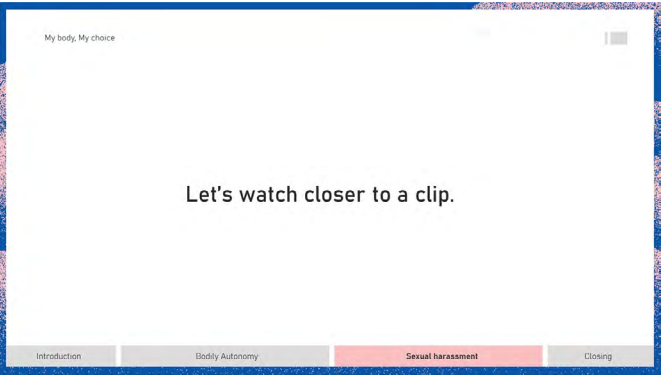 My body, My choice
Let's watch closer to a clip.
Introduction
Bodily Autonomy
Sexual harassment
Closing